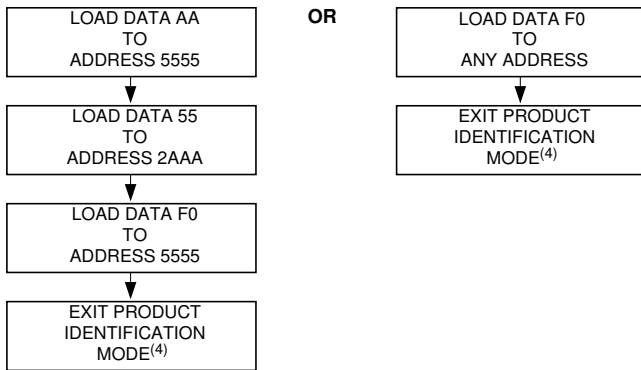 LOAD DATA AA
TO
ADDRESS 5555
LOAD DATA 55
TO
ADDRESS 2AAA
LOAD DATA F0
TO
ADDRESS 5555
EXIT PRODUCT
IDENTIFICATION
MODE(4)
OR
LOAD DATA F0
TO
ANY ADDRESS
EXIT PRODUCT
IDENTIFICATION
MODE(4)